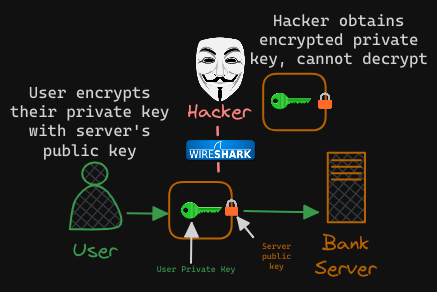 Hacker obtains
encrypted private
key, cannot decrypt
User encrypts
their private key
with server's
public key
Hacker
WIRESHARK
User
User Private Key
Server
public
key
Bank
Server